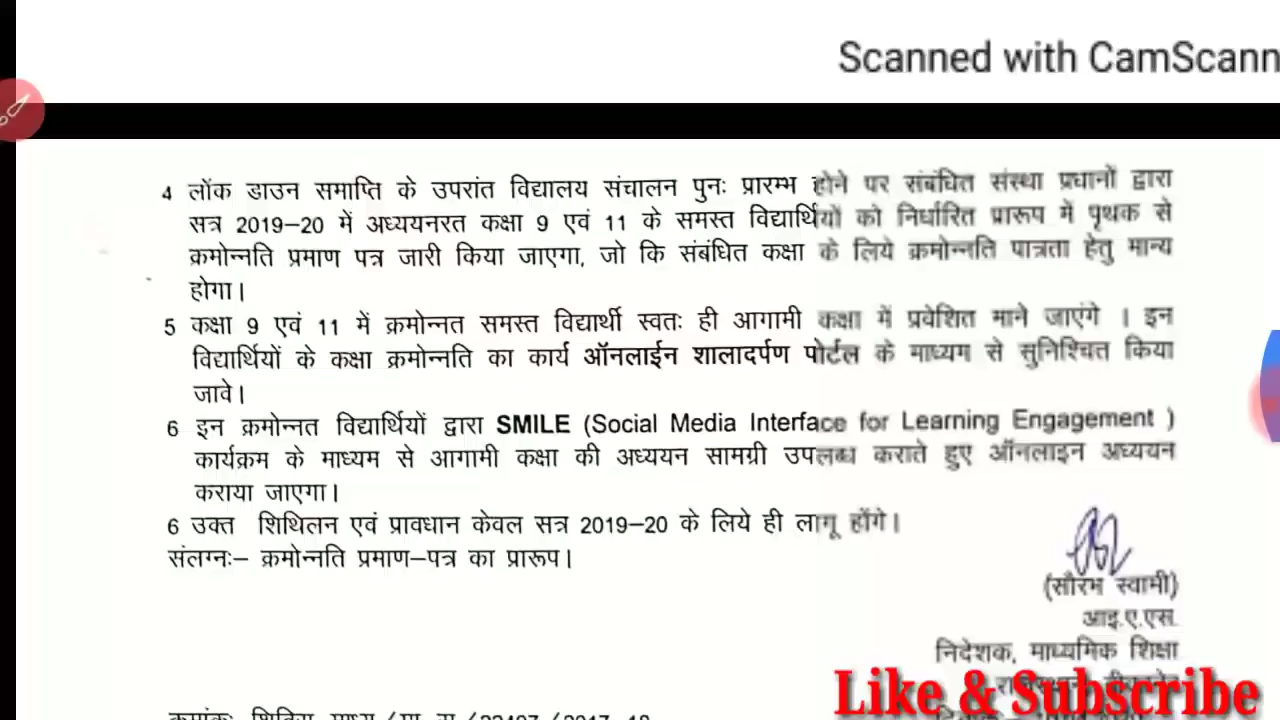 Scanned with CamScann
4 लॉक डाउन समाप्ति के उपरांत विद्यालय संचालन पुनः प्रारम्भ होने पर संबंधित संस्था प्रधानों द्वारा
सत्र 2019–20 में अध्ययनरत कक्षा 9 एवं 11 के समस्त विद्यार्थियों को निर्धारित प्रारूप में पृथक से
क्रमोन्नति प्रमाण पत्र जारी किया जाएगा, जो कि संबंधित कक्षा के लिये क्रमोन्नति पात्रता हेतु मान्य
होगा।
5 कक्षा 9 एवं 11 में क्रमोन्नत समस्त विद्यार्थी स्वतः ही आगामी कक्षा में प्रवेशित माने जाएंगे । इन
विद्यार्थियों के कक्षा क्रमोन्नति का कार्य ऑनलाईन शालादर्पण पोर्टल के माध्यम से सुनिश्चित किया
जावे।
6 इन क्रमोन्नत विद्यार्थियों द्वारा SMILE (Social Media Interface for Learning Engagement )
कार्यक्रम के माध्यम से आगामी कक्षा की अध्ययन सामग्री उपलब्ध कराते हुए ऑनलाइन अध्ययन
कराया जाएगा।
6 उक्त शिथिलन एवं प्रावधान केवल सत्र 2019–20 के लिये ही लागू होंगे।
संलग्नः– क्रमोन्नति प्रमाण–पत्र का प्रारूप।
(सौरभ स्वामी)
आइ.ए.एस.
निदेशक, माध्यमिक शिक्षा
Like & Subscribe